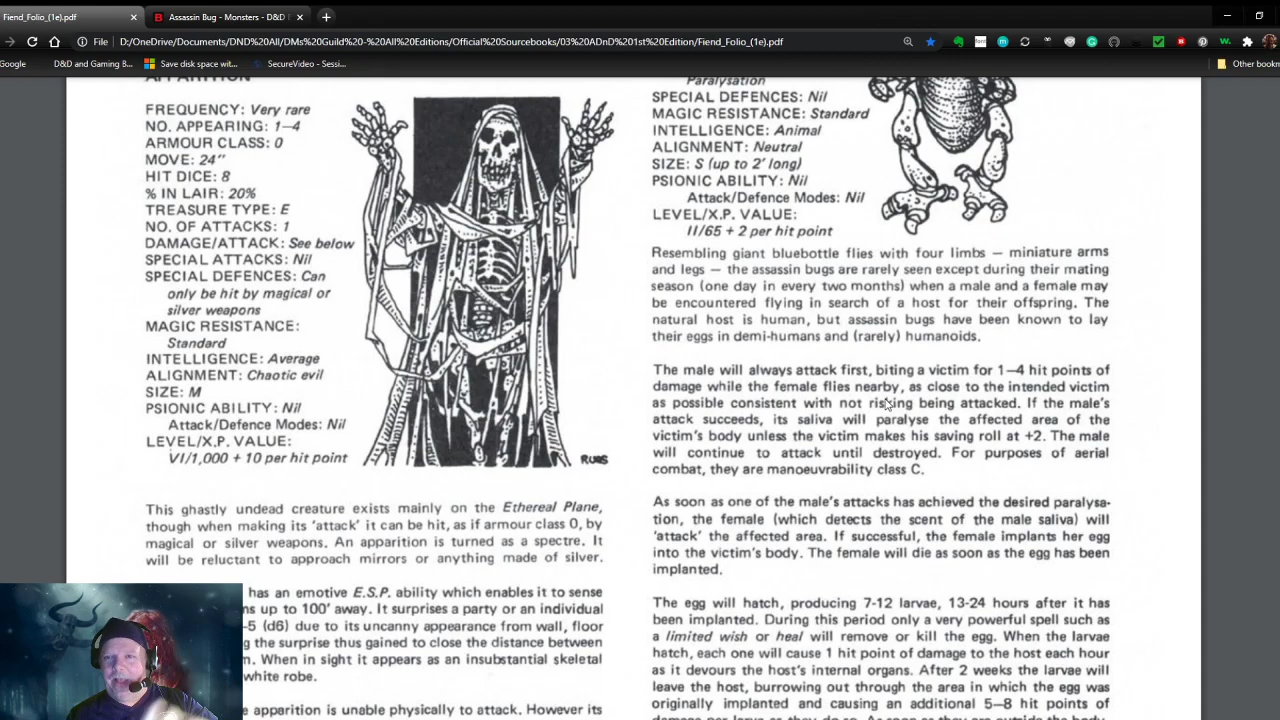 Fiend_Folio_(1e).pdf
Assassin Bug - Monsters - D&D
File
D:/OneDrive/Documents/DND%20All/DMs%20Guild%20-%20All%20Editions/Official%20Sourcebooks/03%20ADnD%201st%20Edition/Fiend_Folio_(1e).pdf
Google
D&D and Gaming B...
Save disk space wit...
SecureVideo - Sessi...
Other book
APPARITION
FREQUENCY: Very rare
NO. APPEARING: 1–4
ARMOUR CLASS: 0
MOVE: 24"
HIT DICE: 8
% IN LAIR: 20%
TREASURE TYPE: E
NO. OF ATTACKS: 1
DAMAGE/ATTACK: See below
SPECIAL ATTACKS: Nil
SPECIAL DEFENCES: Can
only be hit by magical or
silver weapons
MAGIC RESISTANCE:
Standard
INTELLIGENCE: Average
ALIGNMENT: Chaotic evil
SIZE: M
PSIONIC ABILITY: Nil
Attack/Defence Modes: Nil
LEVEL/X.P. VALUE:
VI/1,000 + 10 per hit point
RUSS
This ghastly undead creature exists mainly on the Ethereal Plane,
though when making its 'attack' it can be hit, as if armour class 0, by
magical or silver weapons. An apparition is turned as a spectre. It
will be reluctant to approach mirrors or anything made of silver.
has an emotive E.S.P. ability which enables it to sense
s up to 100' away. It surprises a party or an individual
-5 (d6) due to its uncanny appearance from wall, floor
g the surprise thus gained to close the distance between
. When in sight it appears as an insubstantial skeletal
white robe.
e apparition is unable physically to attack. However its
Paralysation
SPECIAL DEFENCES: Nil
MAGIC RESISTANCE: Standard
INTELLIGENCE: Animal
ALIGNMENT: Neutral
SIZE: S (up to 2' long)
PSIONIC ABILITY: Nil
Attack/Defence Modes: Nil
LEVEL/X.P. VALUE:
II/65 + 2 per hit point
Resembling giant bluebottle flies with four limbs — miniature arms
and legs — the assassin bugs are rarely seen except during their mating
season (one day in every two months) when a male and a female may
be encountered flying in search of a host for their offspring. The
natural host is human, but assassin bugs have been known to lay
their eggs in demi-humans and (rarely) humanoids.
The male will always attack first, biting a victim for 1–4 hit points of
damage while the female flies nearby, as close to the intended victim
as possible consistent with not risking being attacked. If the male's
attack succeeds, its saliva will paralyse the affected area of the
victim's body unless the victim makes his saving roll at +2. The male
will continue to attack until destroyed. For purposes of aerial
combat, they are manoeuvrability class C.
As soon as one of the male's attacks has achieved the desired paralysa-
tion, the female (which detects the scent of the male saliva) will
'attack' the affected area. If successful, the female implants her egg
into the victim's body. The female will die as soon as the egg has been
implanted.
The egg will hatch, producing 7-12 larvae, 13-24 hours after it has
been implanted. During this period only a very powerful spell such as
a limited wish or heal will remove or kill the egg. When the larvae
hatch, each one will cause 1 hit point of damage to the host each hour
as it devours the host's internal organs. After 2 weeks the larvae will
leave the host, burrowing out through the area in which the egg was
originally implanted and causing an additional 5–8 hit points of
damage per larva as they do so. As soon as they are outside the body